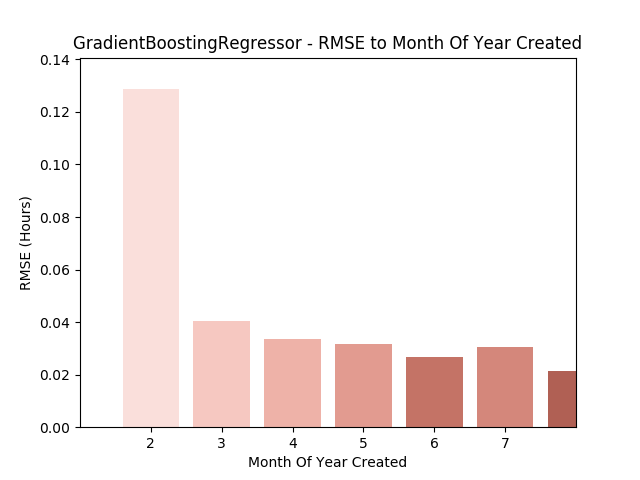 GradientBoostingRegressor - RMSE to Month Of Year Created
0.14
0.12
0.10
0.08
0.06
0.04
0.02
0.00
RMSE (Hours)
2 3 4 5 6 7
Month Of Year Created